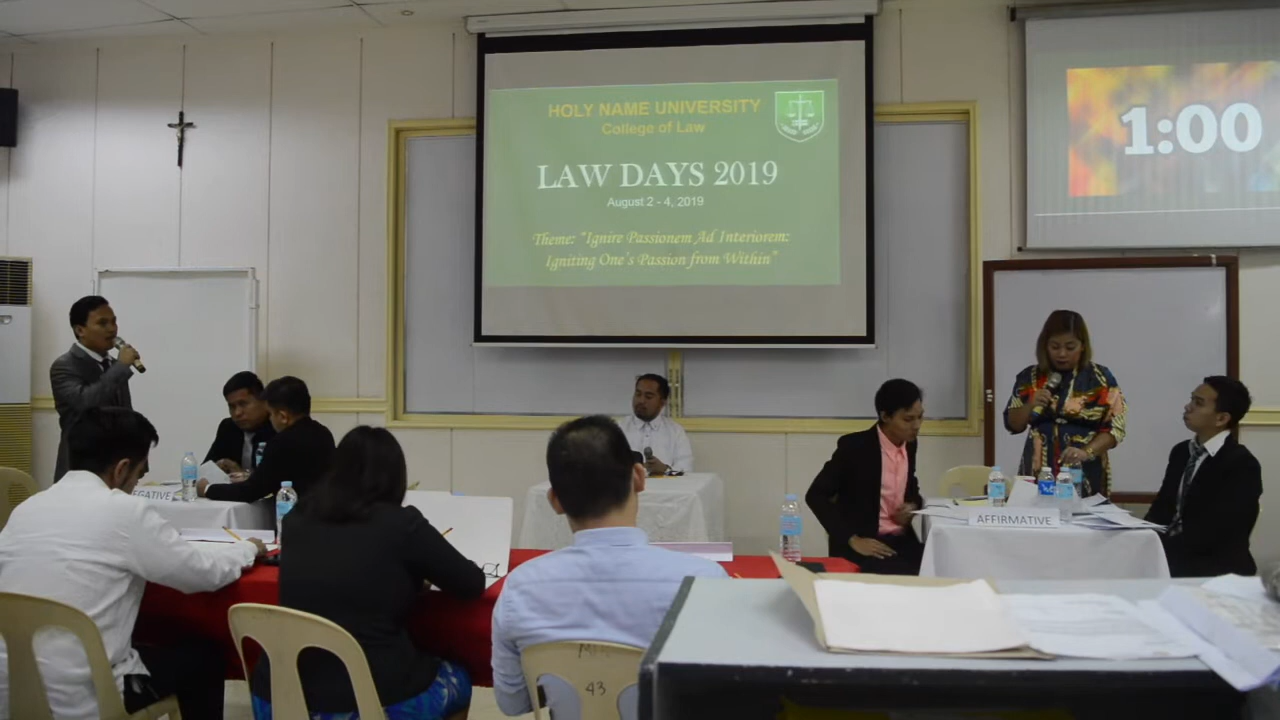 HOLY NAME UNIVERSITY
College of Law
LAW DAYS 2019
August 2 - 4, 2019
Theme: "Ignire Passionem Ad Interiorem:
Igniting One's Passion from Within"
1:00
AFFIRMATIVE
43